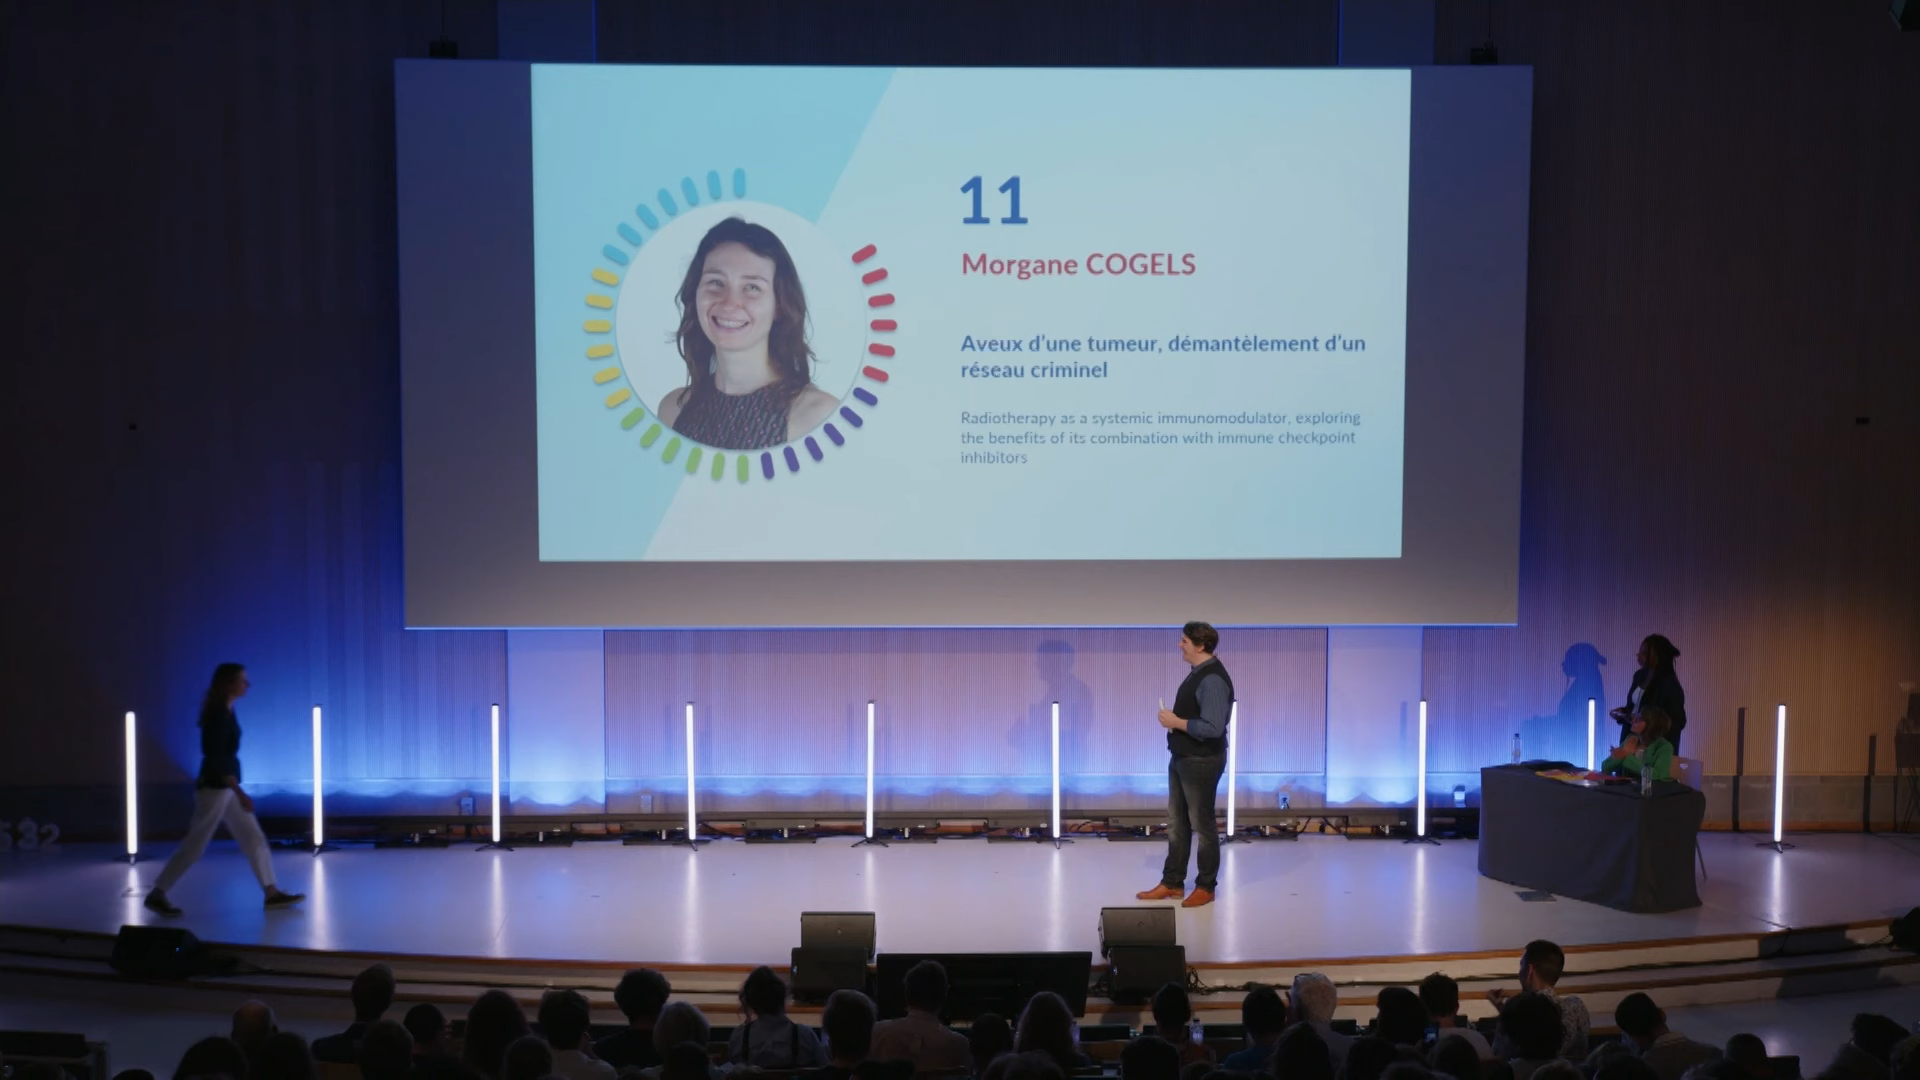 11
Morgane COGELS
Aveux d'une tumeur, démantèlement d'un
réseau criminel
Radiotherapy as a systemic immunomodulator, exploring
the benefits of its combination with immune checkpoint
inhibitors